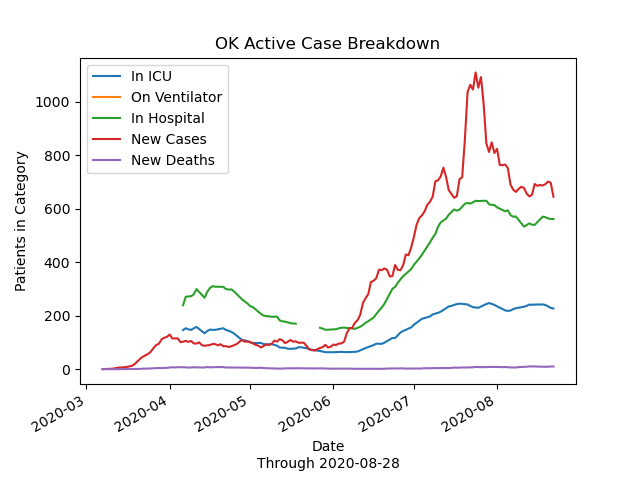 OK Active Case Breakdown
In ICU
On Ventilator
In Hospital
New Cases
New Deaths
Patients in Category
1000
800
600
400
200
0
2020-03
2020-04
2020-05
2020-06
2020-07
2020-08
Date
Through 2020-08-28